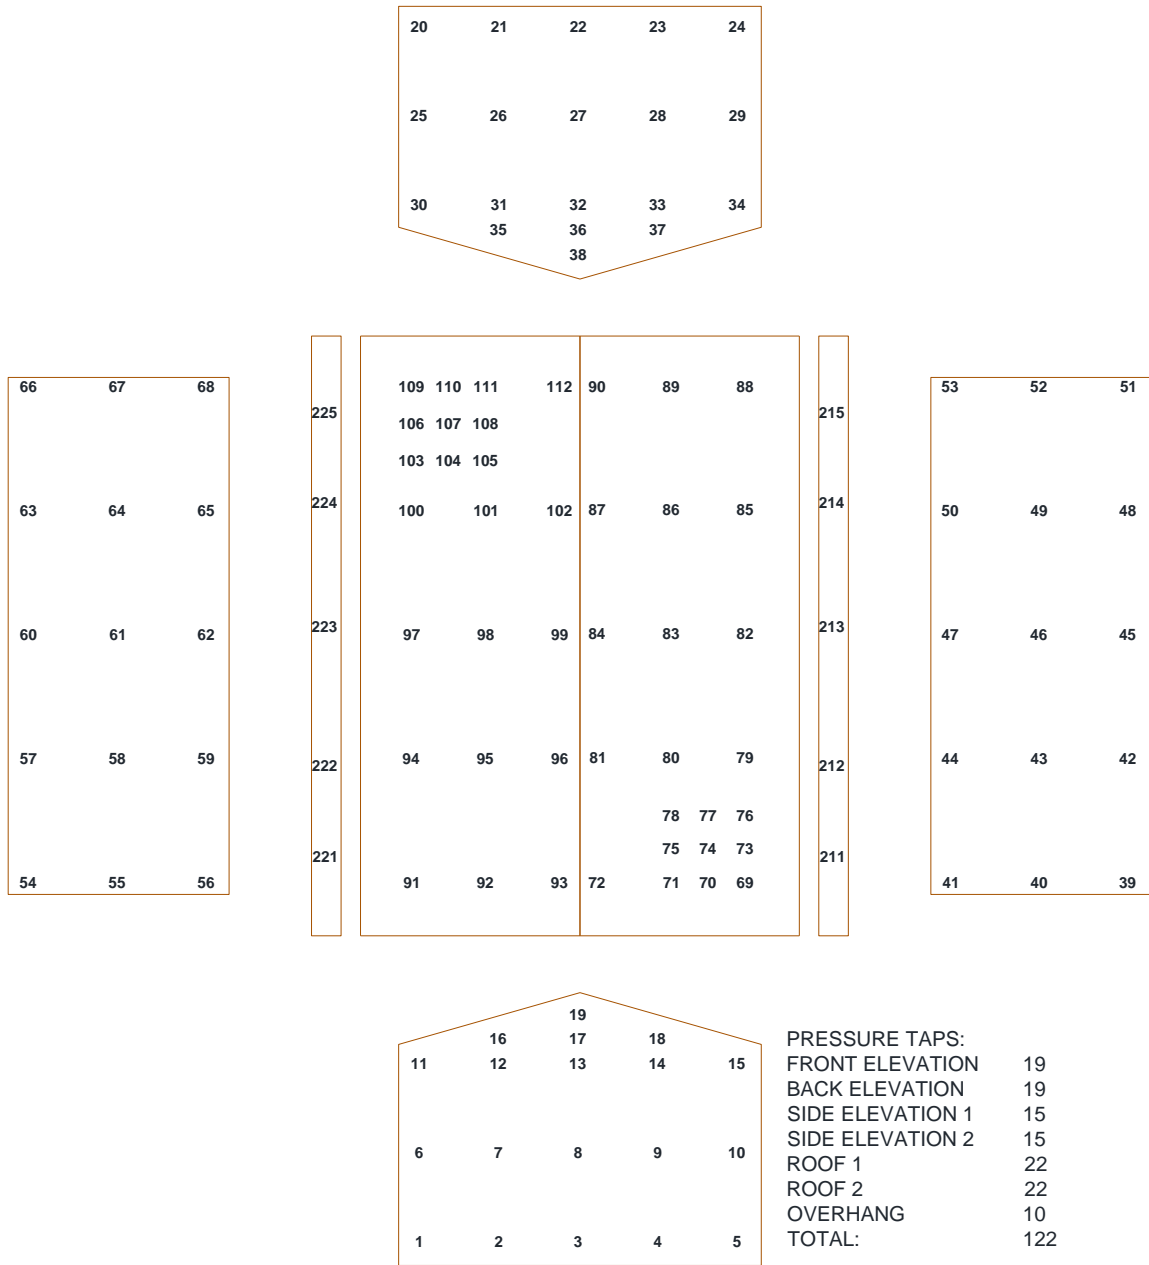 20 21 22 23 24
25 26 27 28 29
30 31 32 33 34
35 36 37
38
66 67 68
63 64 65
60 61 62
57 58 59
54 55 56
225
224
223
222
221
109 110 111 112 90 89 88
106 107 108
103 104 105
100 101 102 87 86 85
97 98 99 84 83 82
94 95 96 81 80 79
78 77 76
75 74 73
91 92 93 72 71 70 69
215
214
213
212
211
53 52 51
50 49 48
47 46 45
44 43 42
41 40 39
19
16 17 18
11 12 13 14 15
6 7 8 9 10
1 2 3 4 5
PRESSURE TAPS:
FRONT ELEVATION 19
BACK ELEVATION 19
SIDE ELEVATION 1 15
SIDE ELEVATION 2 15
ROOF 1 22
ROOF 2 22
OVERHANG 10
TOTAL: 122